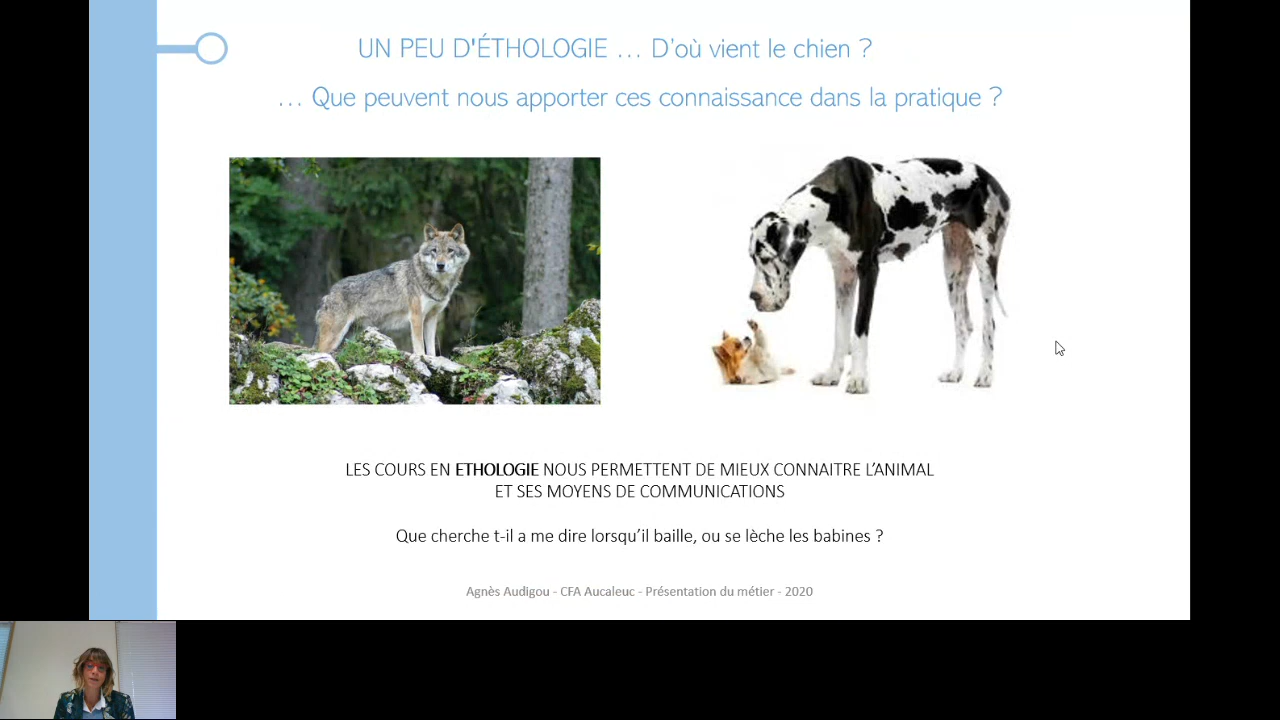 UN PEU D'ÉTHOLOGIE ... D'où vient le chien ?
... Que peuvent nous apporter ces connaissance dans la pratique ?
LES COURS EN ETHOLOGIE NOUS PERMETTENT DE MIEUX CONNAITRE L’ANIMAL
ET SES MOYENS DE COMMUNICATIONS
Que cherche t-il a me dire lorsqu’il baille, ou se lèche les babines ?
Agnès Audigou - CFA Aucaleuc - Présentation du métier - 2020